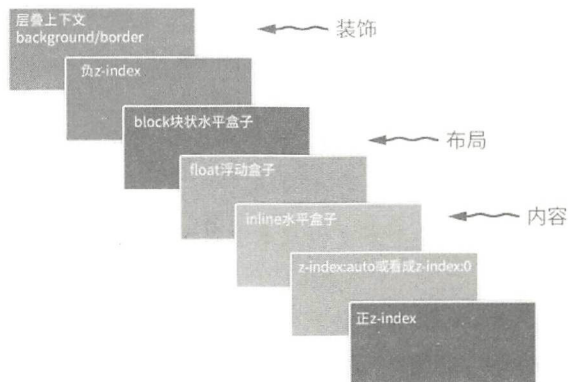 层叠上下文
background/border
装饰
负z-index
block块状水平盒子
布局
float浮动盒子
inline水平盒子
内容
z-index:auto或看成z-index:0
正z-index